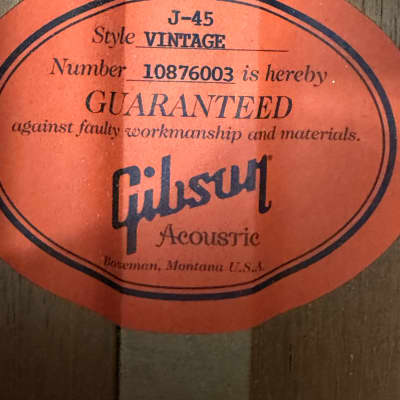 J-45
Style VINTAGE
Number 10876003 is hereby
GUARANTEED
against faulty workmanship and materials.
Gibson
Acoustic
Bozeman, Montana U.S.A.